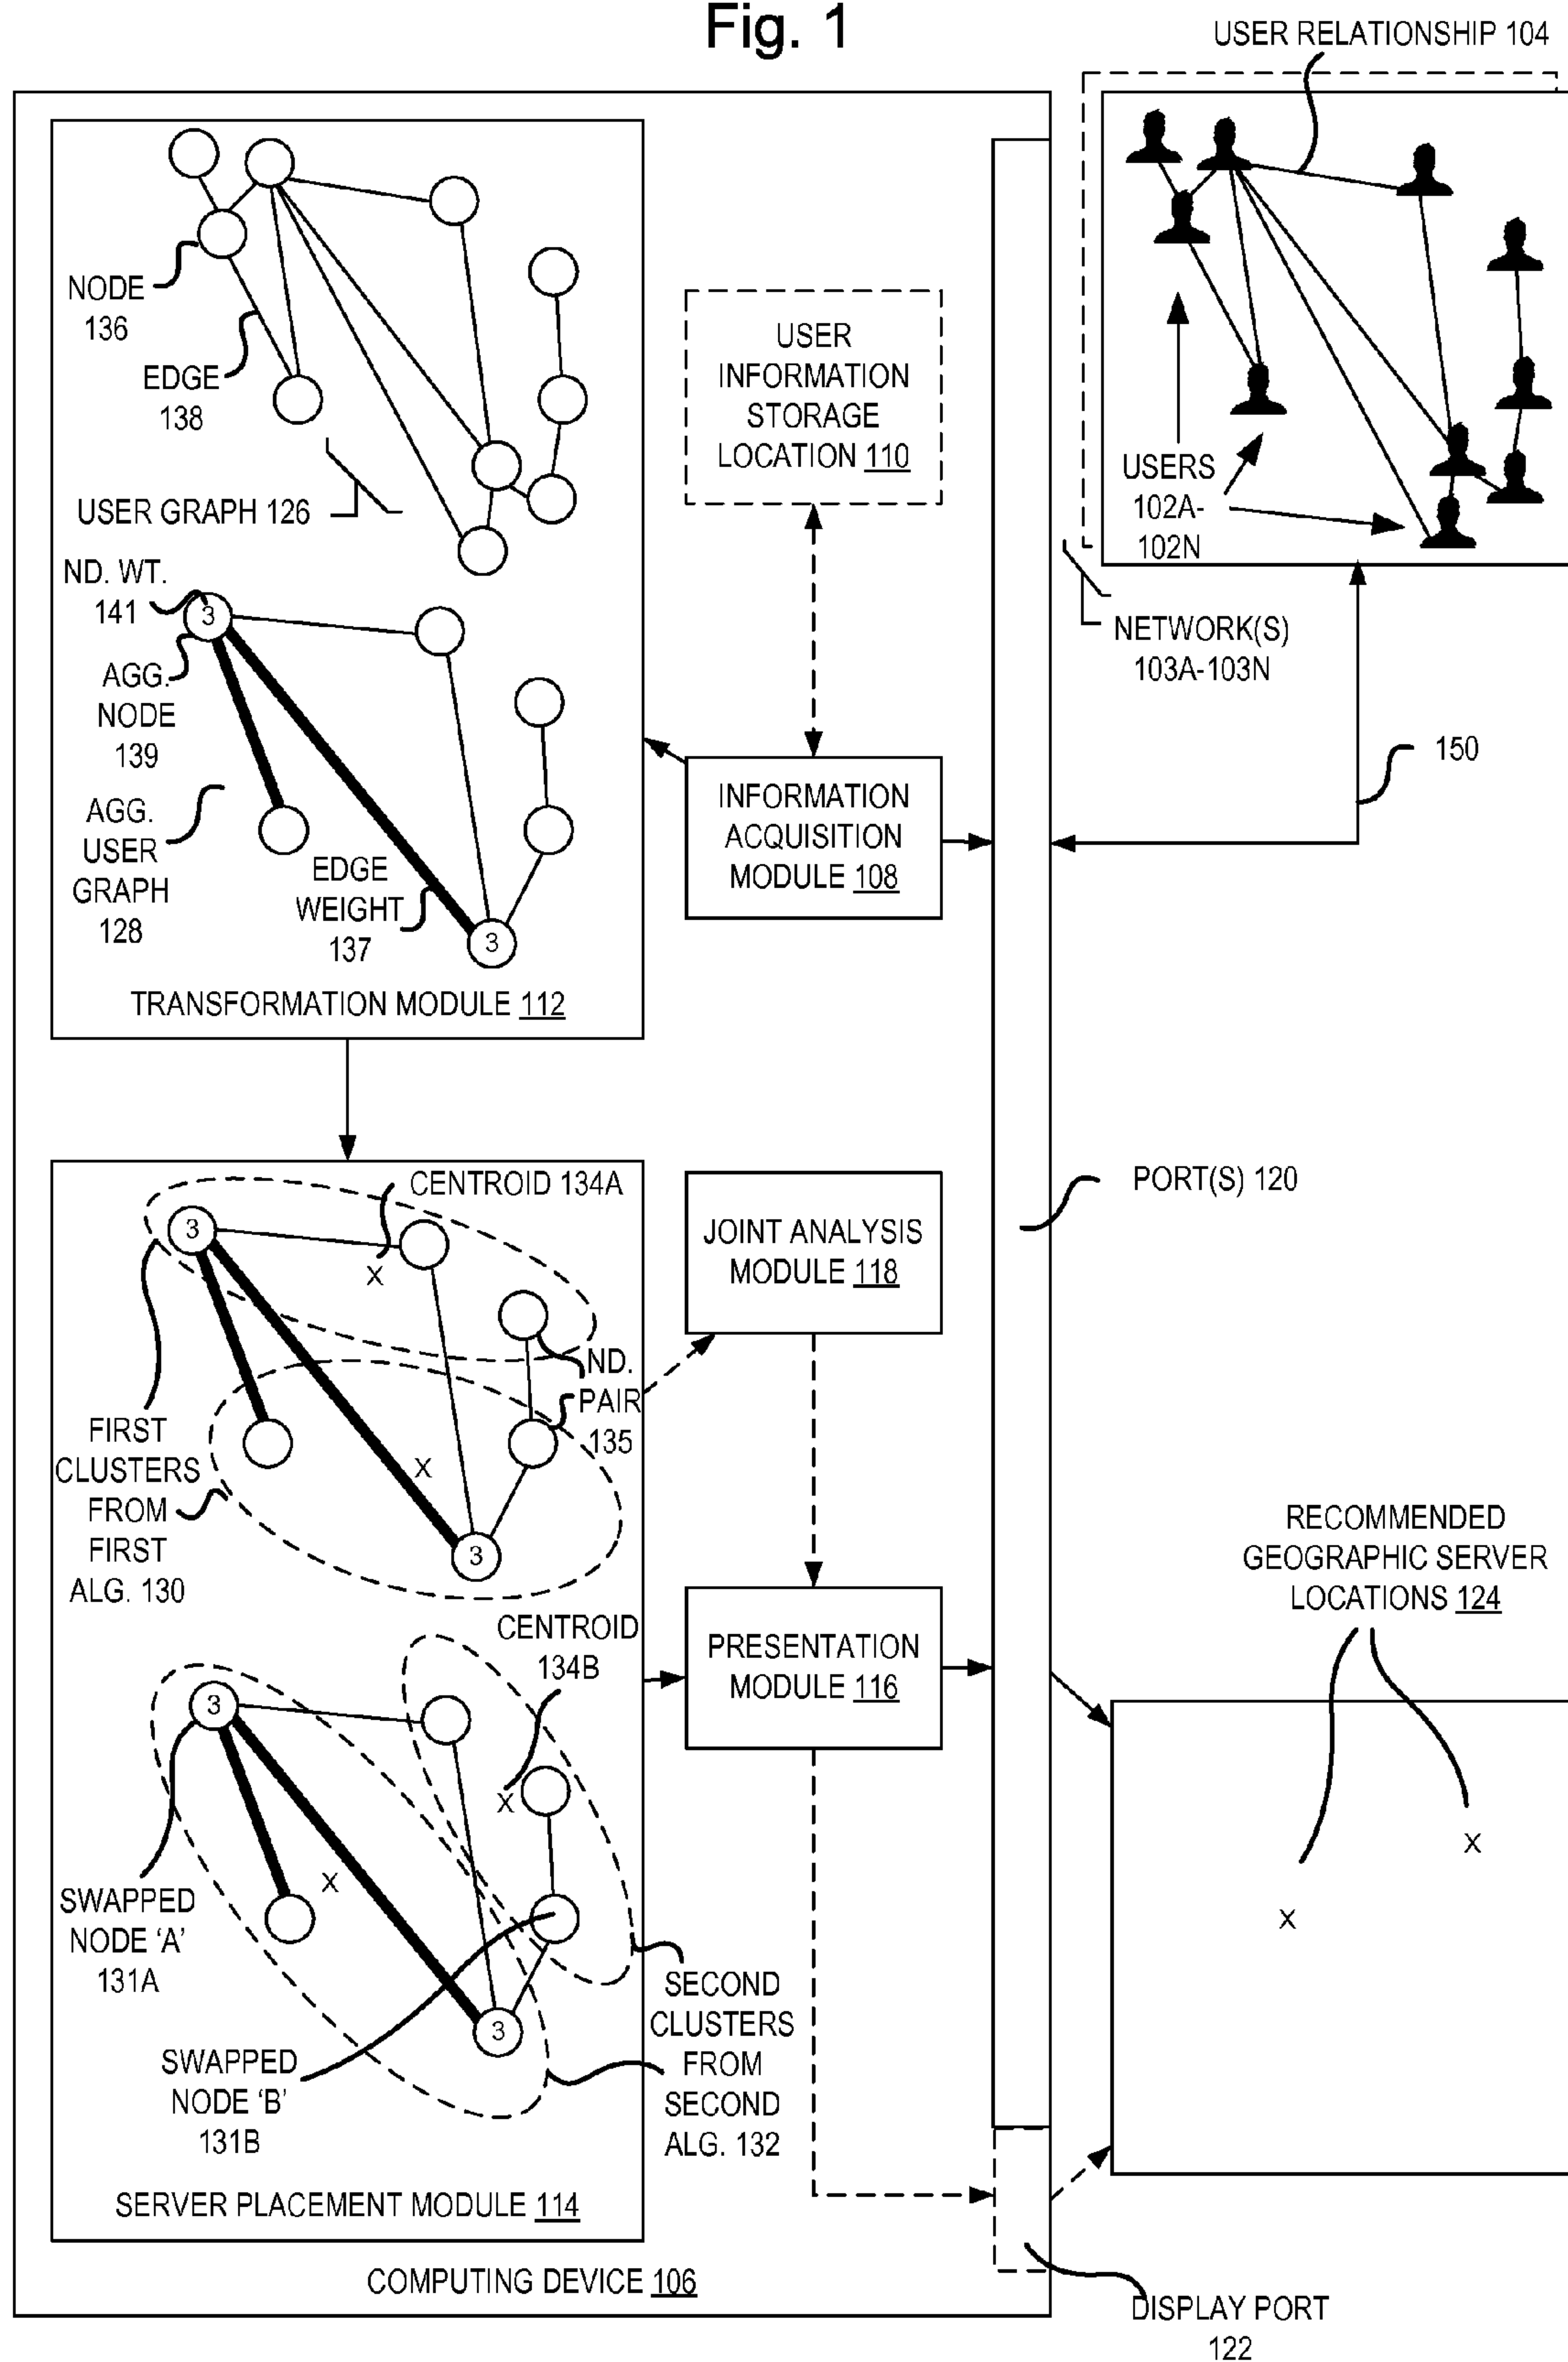 Fig. 1
USER RELATIONSHIP 104
NODE
136
EDGE
138
USER GRAPH 126
USER
INFORMATION
STORAGE
LOCATION 110
USERS
102A-
102N
NETWORK(S)
103A-103N
ND. WT.
141
3
AGG.
NODE
139
AGG.
USER
GRAPH
128
EDGE
WEIGHT
137
3
TRANSFORMATION MODULE 112
INFORMATION
ACQUISITION
MODULE 108
150
CENTROID 134A
3
X
ND.
PAIR
135
X
3
FIRST
CLUSTERS
FROM
FIRST
ALG. 130
JOINT ANALYSIS
MODULE 118
PORT(S) 120
CENTROID
134B
3
X
X
3
SWAPPED
NODE ‘A’
131A
SWAPPED
NODE ‘B’
131B
SECOND
CLUSTERS
FROM
SECOND
ALG. 132
SERVER PLACEMENT MODULE 114
PRESENTATION
MODULE 116
RECOMMENDED
GEOGRAPHIC SERVER
LOCATIONS 124
X
X
COMPUTING DEVICE 106
DISPLAY PORT
122